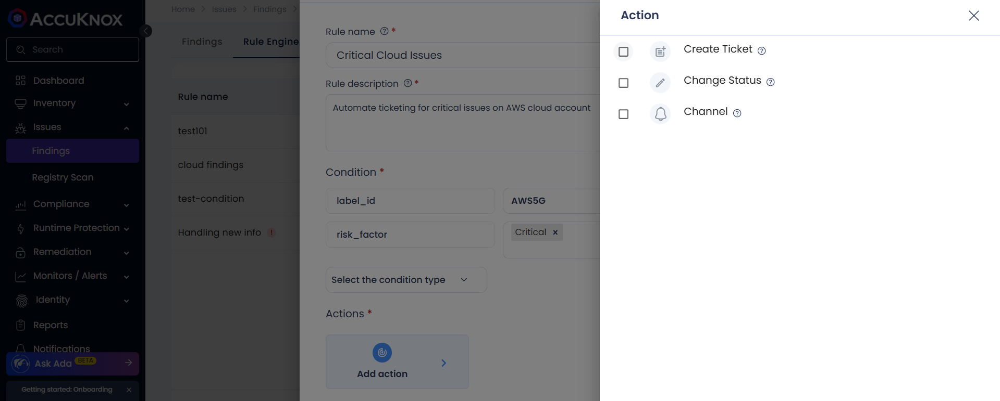 ACCUKNOX
Search
Dashboard
Inventory
Issues
Findings
Registry Scan
Compliance
Runtime Protection
Remediation
Monitors / Alerts
Identity
Reports
Notifications
Ask Ada BETA
Getting started: Onboarding
Home > Issues > Findings >
Findings Rule Engine
Rule name
test101
cloud findings
test-condition
Handling new info !
Rule name ? *
Critical Cloud Issues
Rule description ? *
Automate ticketing for critical issues on AWS cloud account
Condition *
label_id AWS5G
risk_factor Critical ×
Select the condition type
Actions *
Add action
Action
Create Ticket ?
Change Status ?
Channel ?